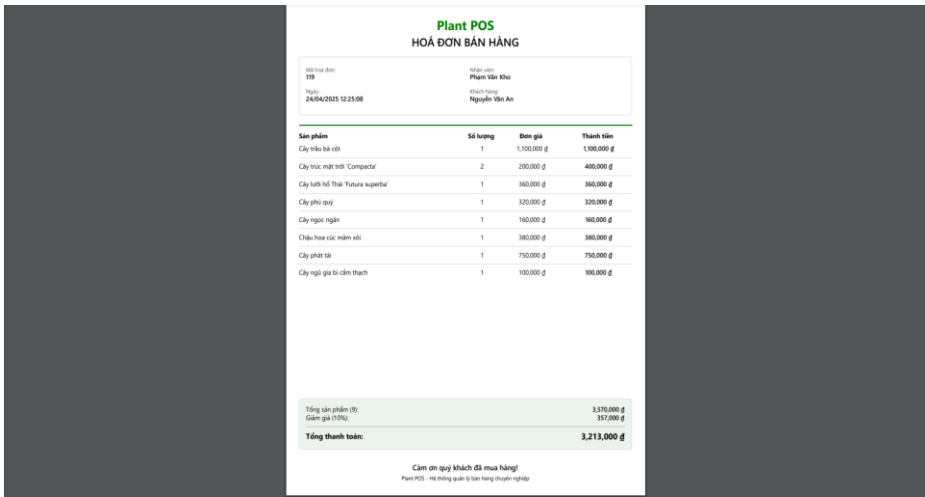 Plant POS
HOÁ ĐƠN BÁN HÀNG
Mã hoá đơn: Nhân viên:
119 Phạm Văn Kho
Ngày: Khách hàng:
24/04/2025 12:25:08 Nguyễn Văn An
Sản phẩm Số lượng Đơn giá Thành tiền
Cây trầu bà cột 1 1,100,000 ₫ 1,100,000 ₫
Cây trúc mặt trời 'Compacta' 2 200,000 ₫ 400,000 ₫
Cây lưỡi hổ Thái 'Futura superba' 1 360,000 ₫ 360,000 ₫
Cây phú quý 1 320,000 ₫ 320,000 ₫
Cây ngọc ngân 1 160,000 ₫ 160,000 ₫
Chậu hoa cúc mâm xôi 1 380,000 ₫ 380,000 ₫
Cây phát tài 1 750,000 ₫ 750,000 ₫
Cây ngũ gia bì cẩm thạch 1 100,000 ₫ 100,000 ₫
Tổng sản phẩm (9): 3,570,000 ₫
Giảm giá (10%): 357,000 ₫
Tổng thanh toán: 3,213,000 ₫
Cảm ơn quý khách đã mua hàng!
Plant POS - Hệ thống quản lý bán hàng chuyên nghiệp